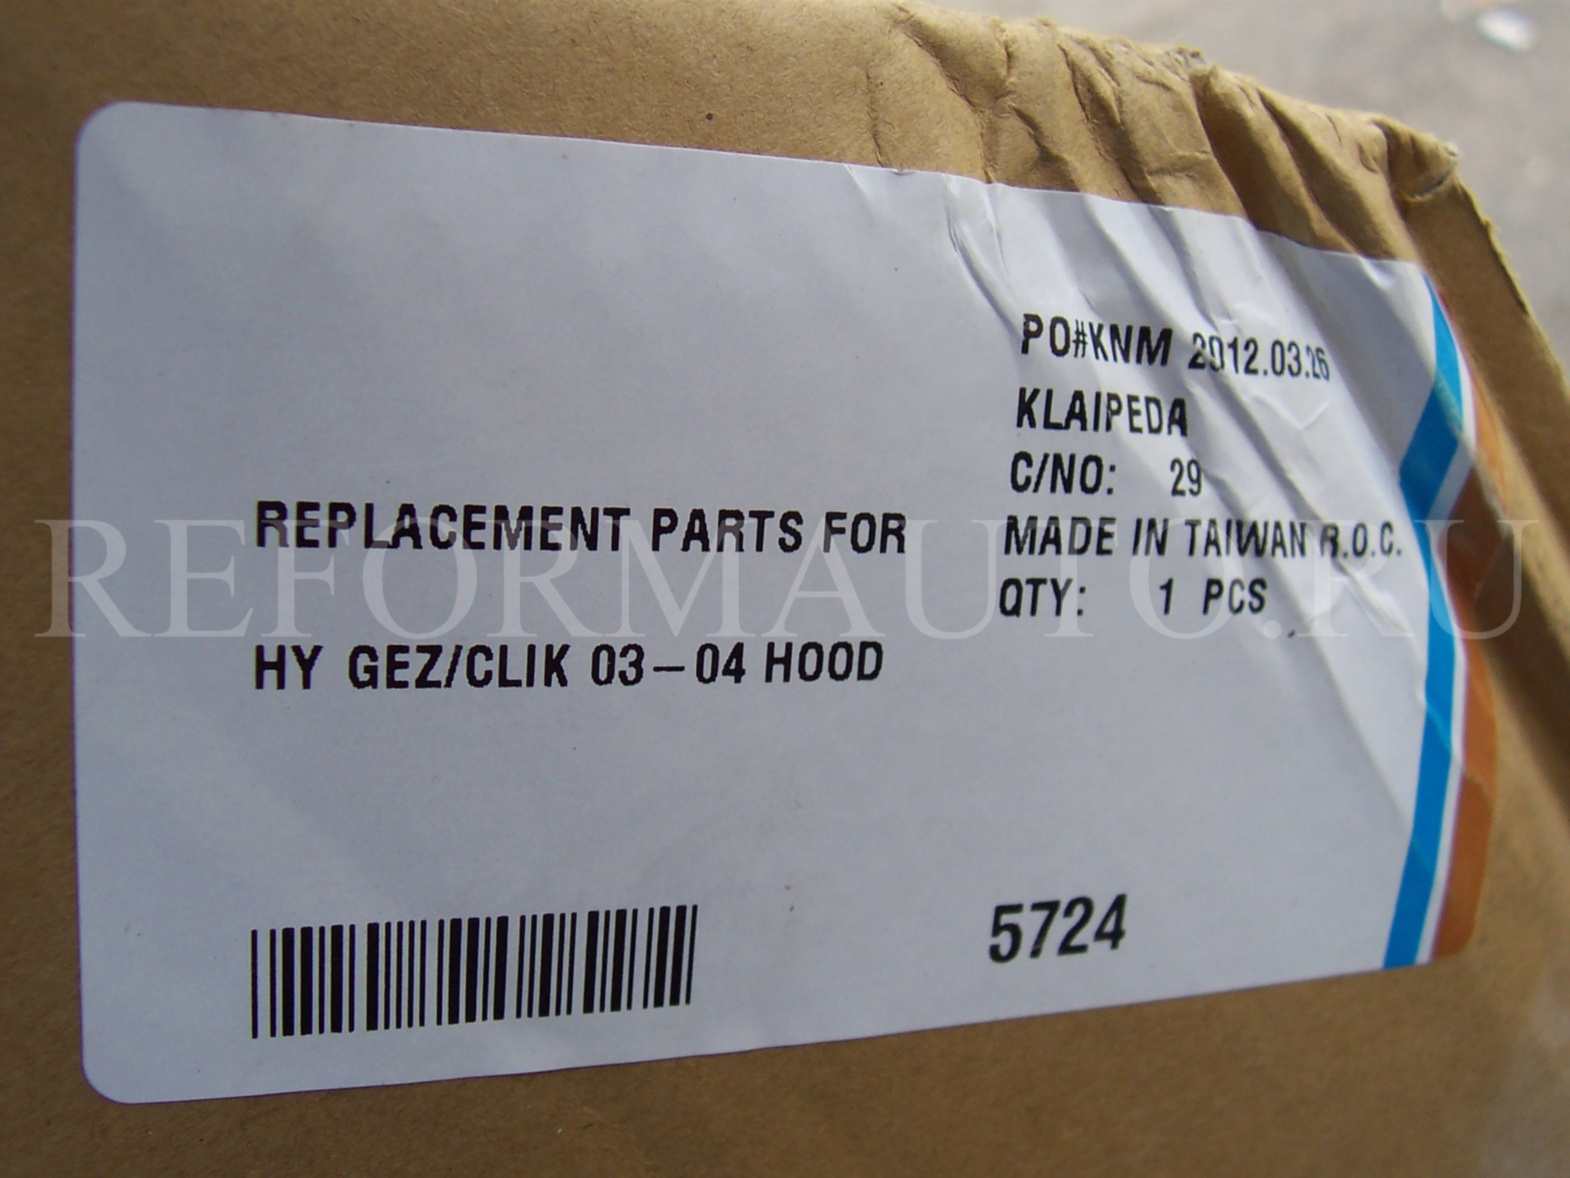 PO#KNM 2012.03.26
KLAIPEDA
C/NO: 29
MADE IN TAIWAN R.O.C.
QTY: 1 PCS
REPLACEMENT PARTS FOR
HY GEZ/CLIK 03-04 HOOD
5724
REFORMAUTO.RU